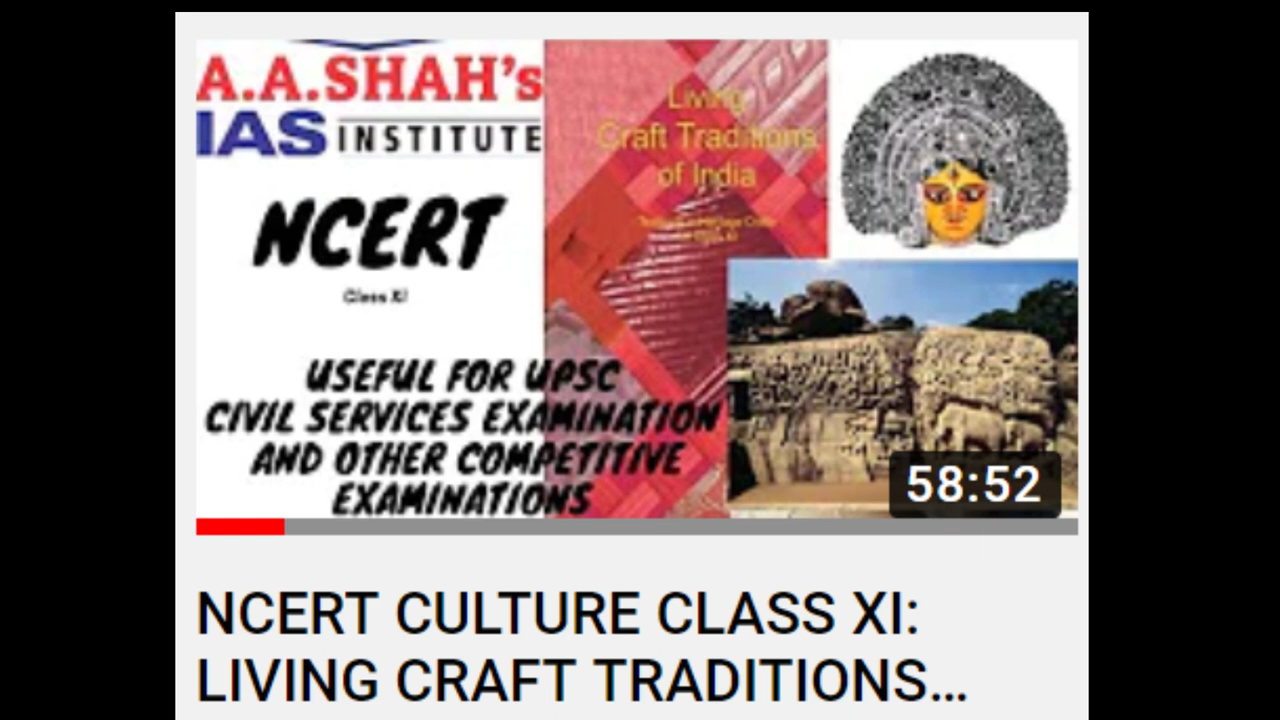 A.A.SHAH's
IAS INSTITUTE
NCERT
Class XI
USEFUL FOR UPSC
CIVIL SERVICES EXAMINATION
AND OTHER COMPETITIVE
EXAMINATIONS
Living
Craft Traditions
of India
58:52
NCERT CULTURE CLASS XI:
LIVING CRAFT TRADITIONS...